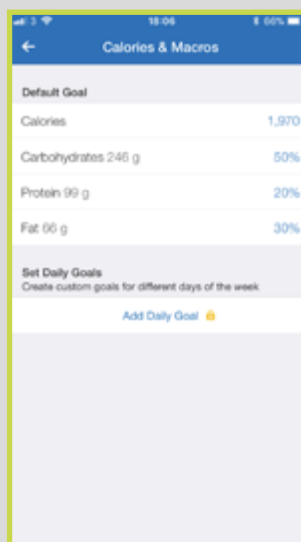 3 18:06 66%
Calories & Macros
Default Goal
Calories 1,970
Carbohydrates 246 g 50%
Protein 99 g 20%
Fat 66 g 30%
Set Daily Goals
Create custom goals for different days of the week
Add Daily Goal